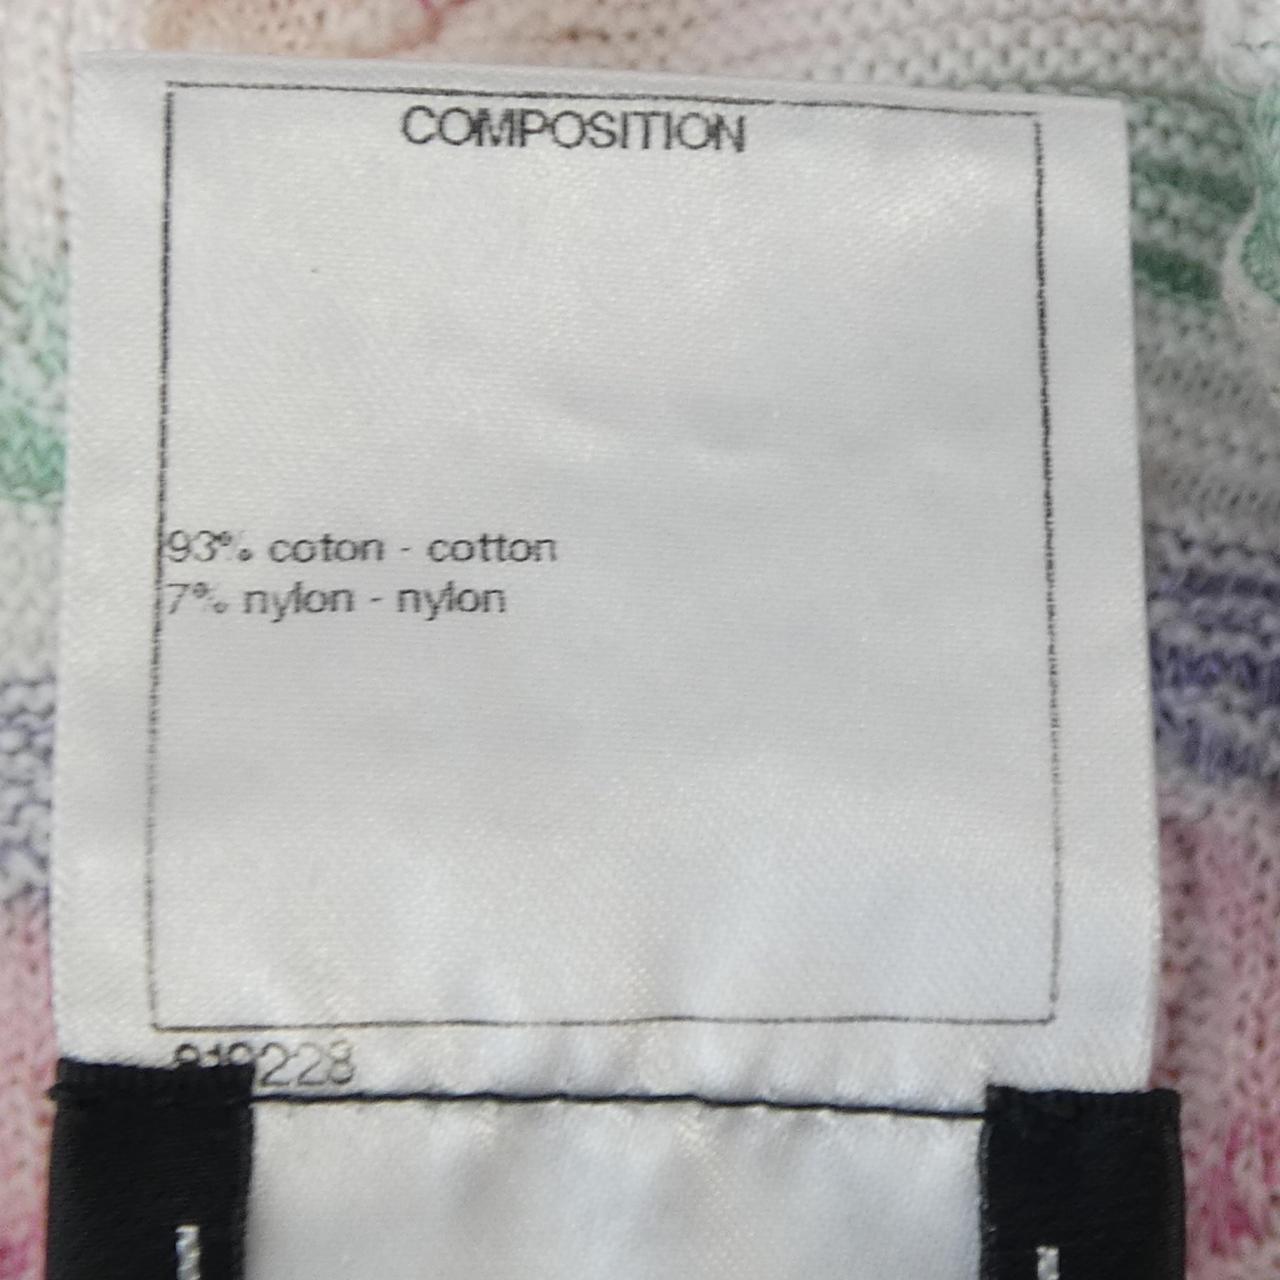 COMPOSITION
93% coton - cotton
7% nylon - nylon